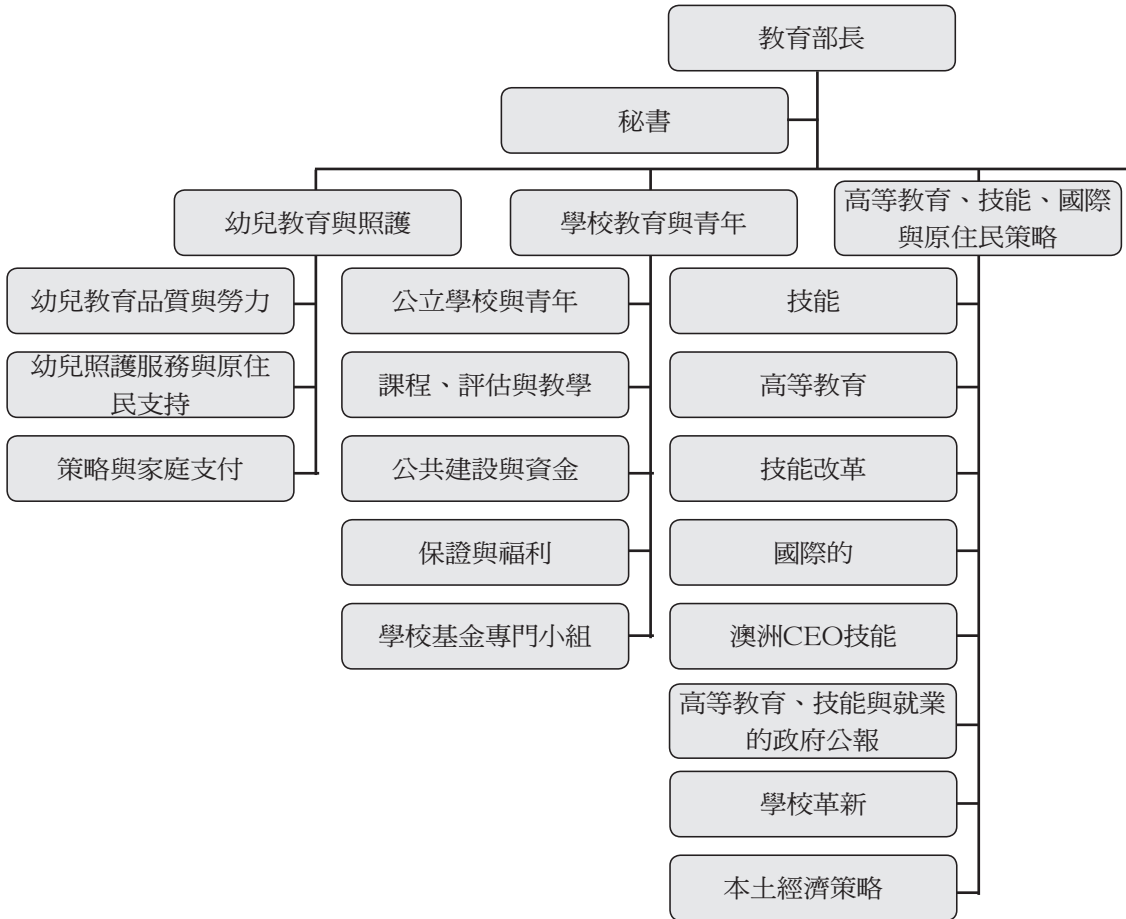 教育部長
秘書
幼兒教育與照護
學校教育與青年
高等教育、技能、國際
與原住民策略
幼兒教育品質與勞力
幼兒照護服務與原住
民支持
策略與家庭支付
公立學校與青年
課程、評估與教學
公共建設與資金
保證與福利
學校基金專門小組
技能
高等教育
技能改革
國際的
澳洲CEO技能
高等教育、技能與就業
的政府公報
學校革新
本土經濟策略